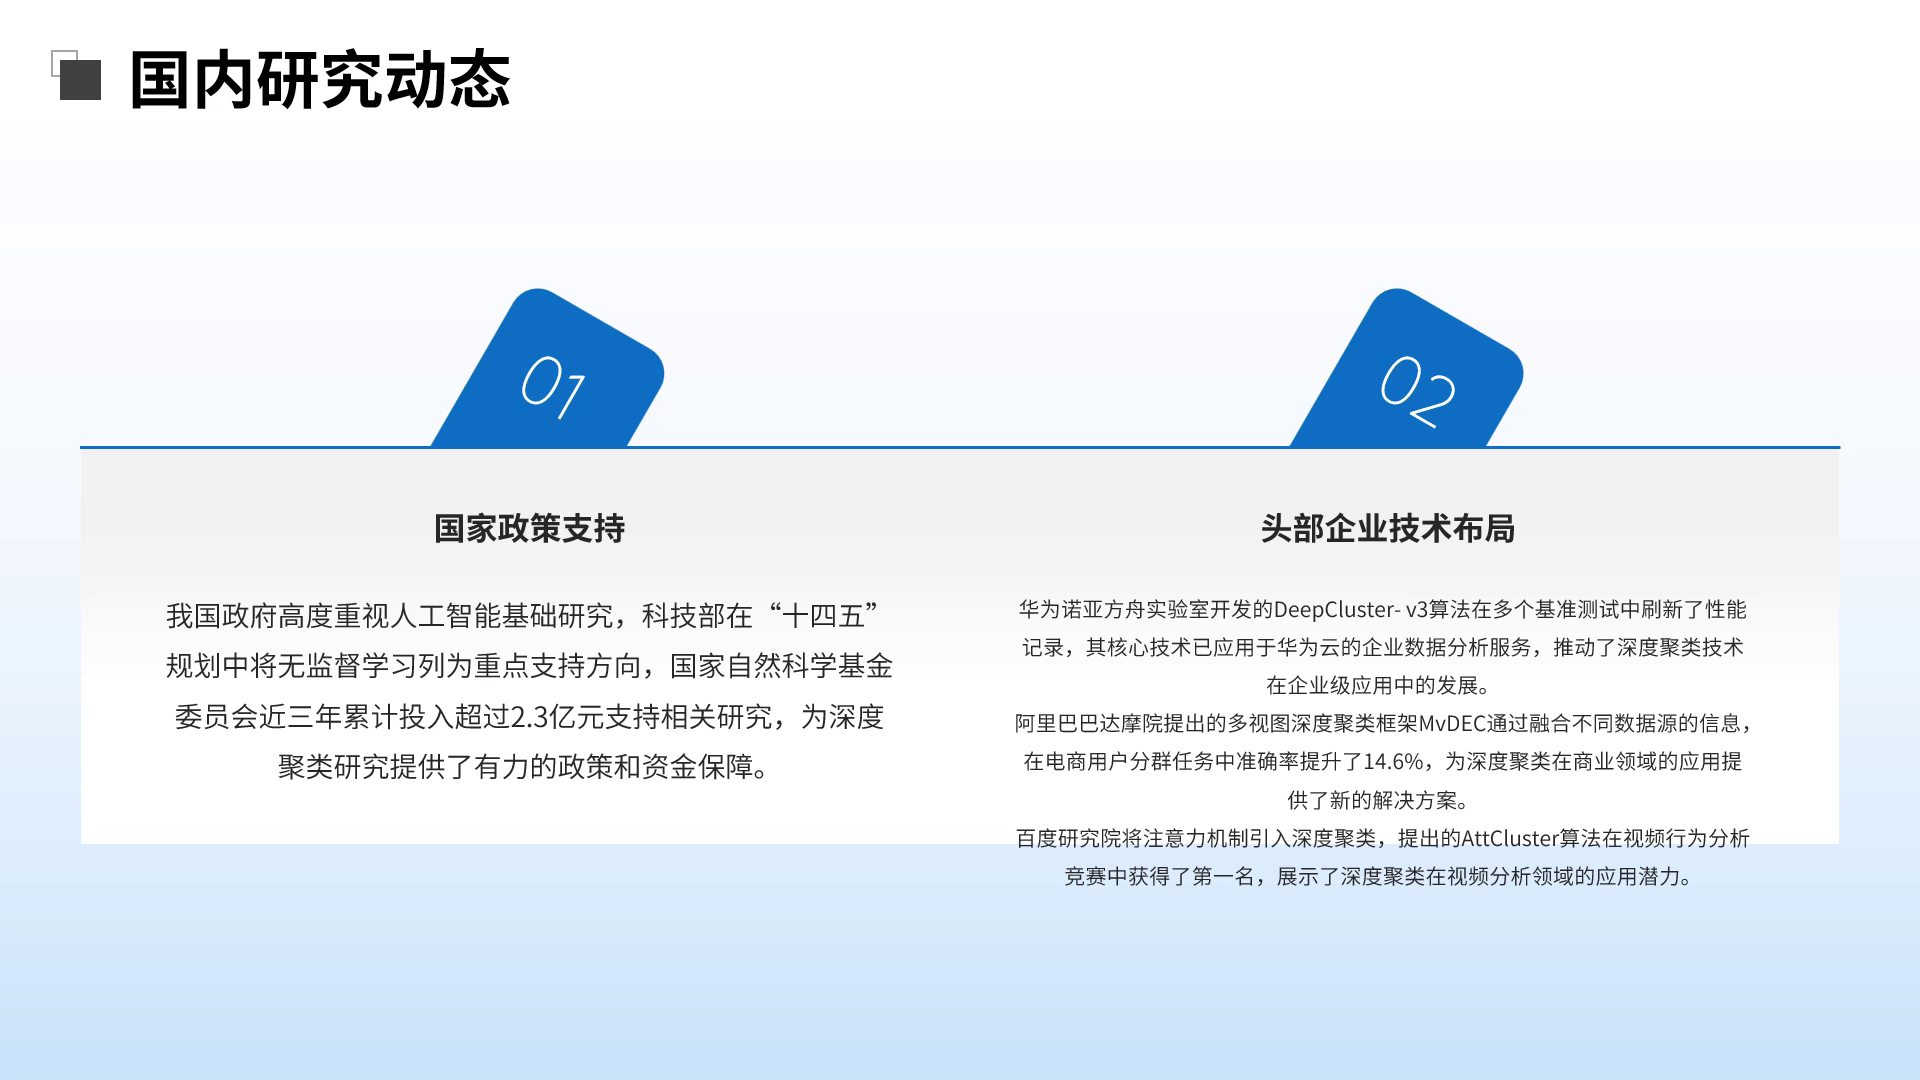 国内研究动态
01
02
国家政策支持
我国政府高度重视人工智能基础研究，科技部在“十四五”
规划中将无监督学习列为重点支持方向，国家自然科学基金
委员会近三年累计投入超过2.3亿元支持相关研究，为深度
聚类研究提供了有力的政策和资金保障。
头部企业技术布局
华为诺亚方舟实验室开发的DeepCluster- v3算法在多个基准测试中刷新了性能
记录，其核心技术已应用于华为云的企业数据分析服务，推动了深度聚类技术
在企业级应用中的发展。
阿里巴巴达摩院提出的多视图深度聚类框架MvDEC通过融合不同数据源的信息，
在电商用户分群任务中准确率提升了14.6%，为深度聚类在商业领域的应用提
供了新的解决方案。
百度研究院将注意力机制引入深度聚类，提出的AttCluster算法在视频行为分析
竞赛中获得了第一名，展示了深度聚类在视频分析领域的应用潜力。